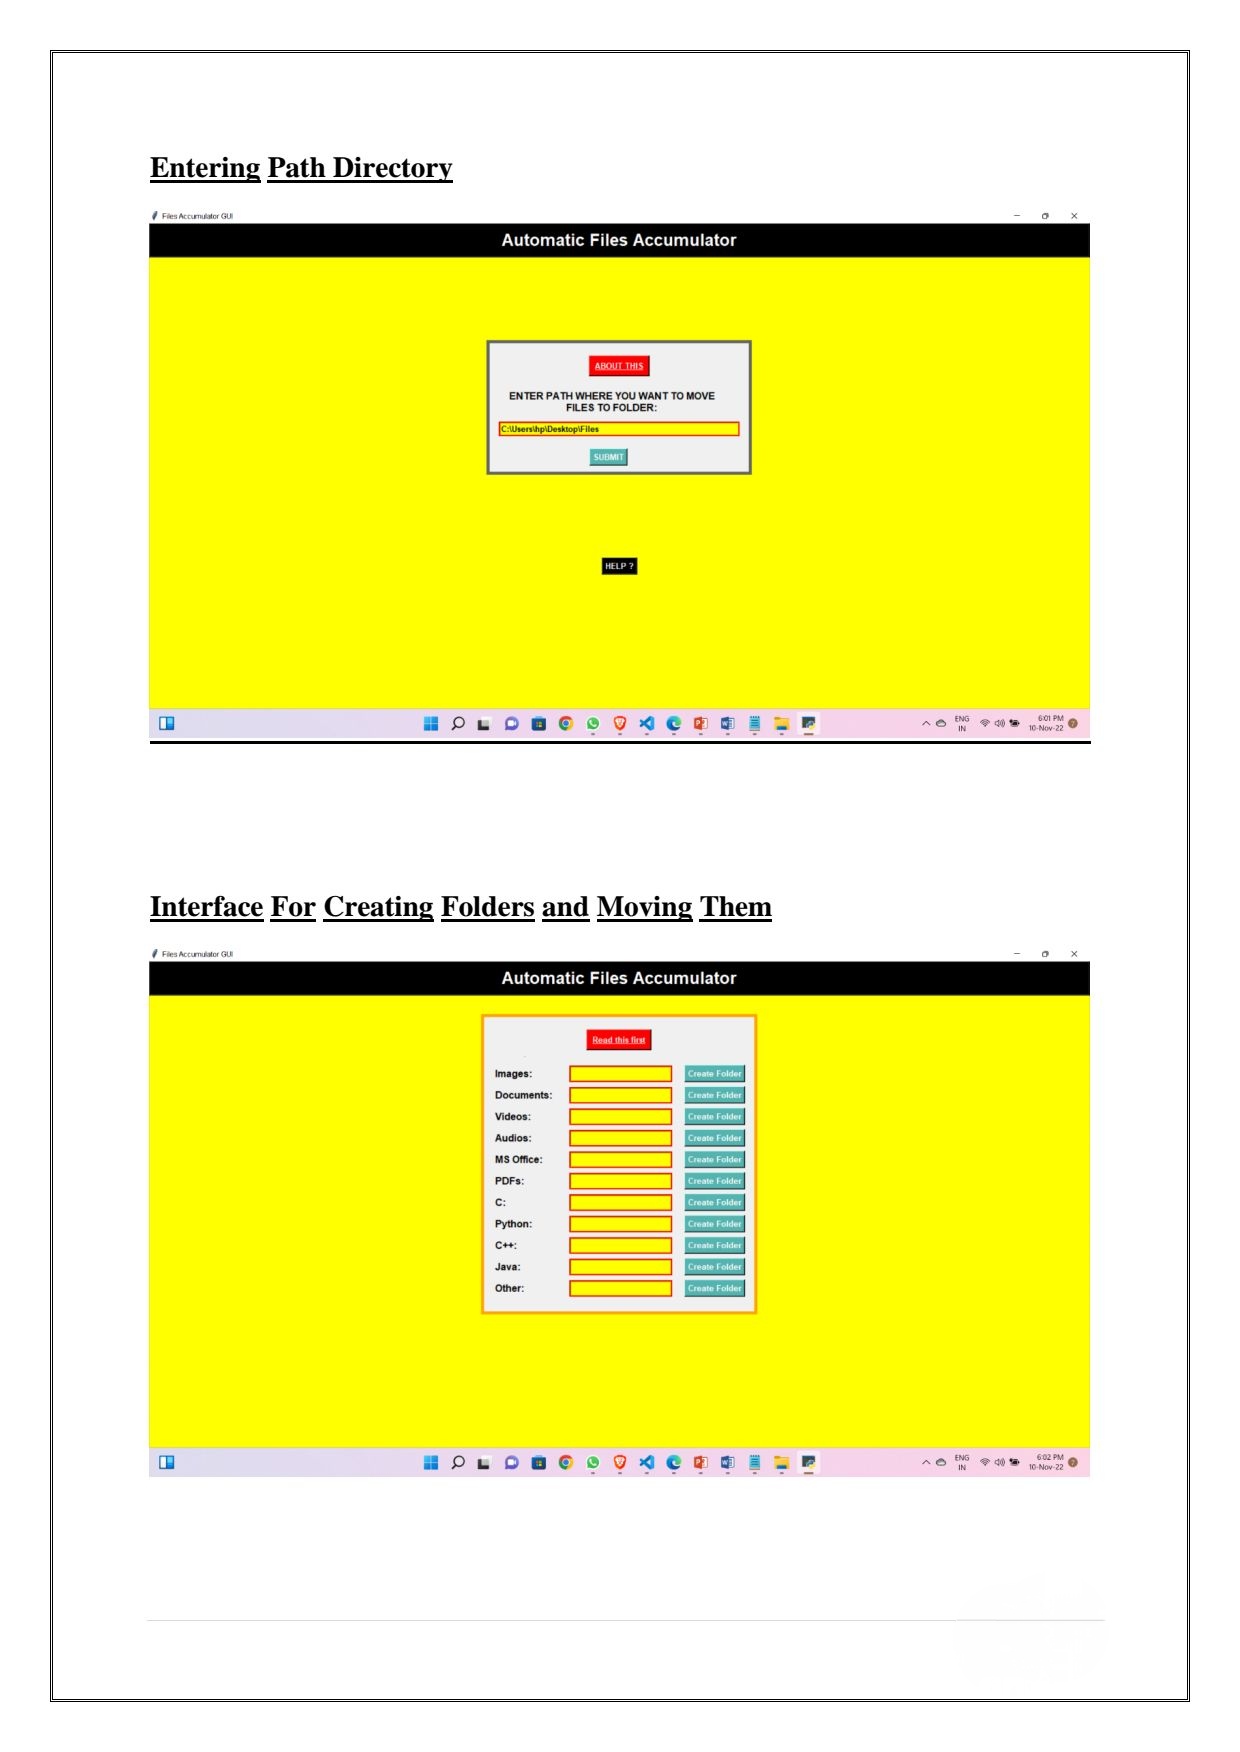 Entering Path Directory
Files Accumulator GUI
Automatic Files Accumulator
ABOUT THIS
ENTER PATH WHERE YOU WANT TO MOVE
FILES TO FOLDER:
C:\Users\hp\Desktop\Files
SUBMIT
HELP ?
ENG
IN
6:01 PM
10-Nov-22
Interface For Creating Folders and Moving Them
Files Accumulator GUI
Automatic Files Accumulator
Read this first
Images: Create Folder
Documents: Create Folder
Videos: Create Folder
Audios: Create Folder
MS Office: Create Folder
PDFs: Create Folder
C: Create Folder
Python: Create Folder
C++: Create Folder
Java: Create Folder
Other: Create Folder
ENG
IN
6:02 PM
10-Nov-22